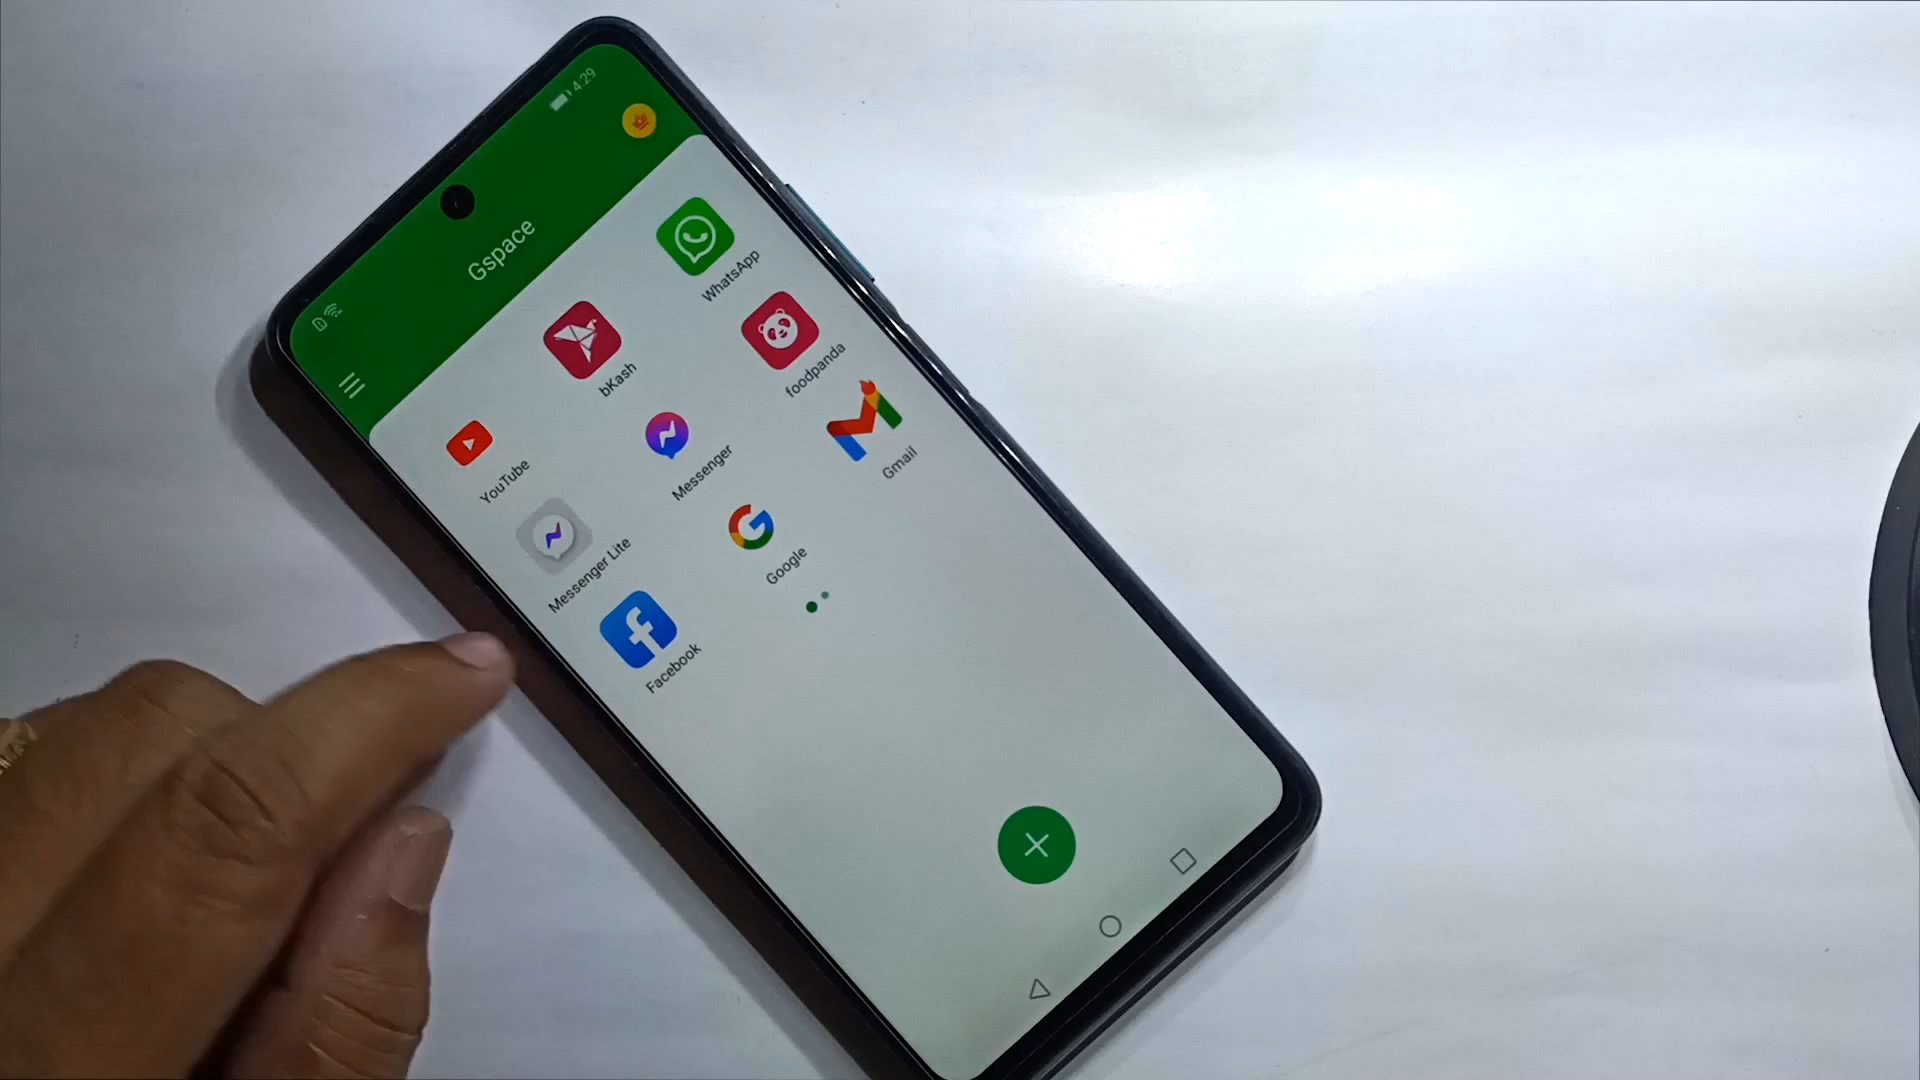 4:29
Gspace
YouTube
bKash
WhatsApp
Messenger Lite
Messenger
foodpanda
Facebook
Google
Gmail